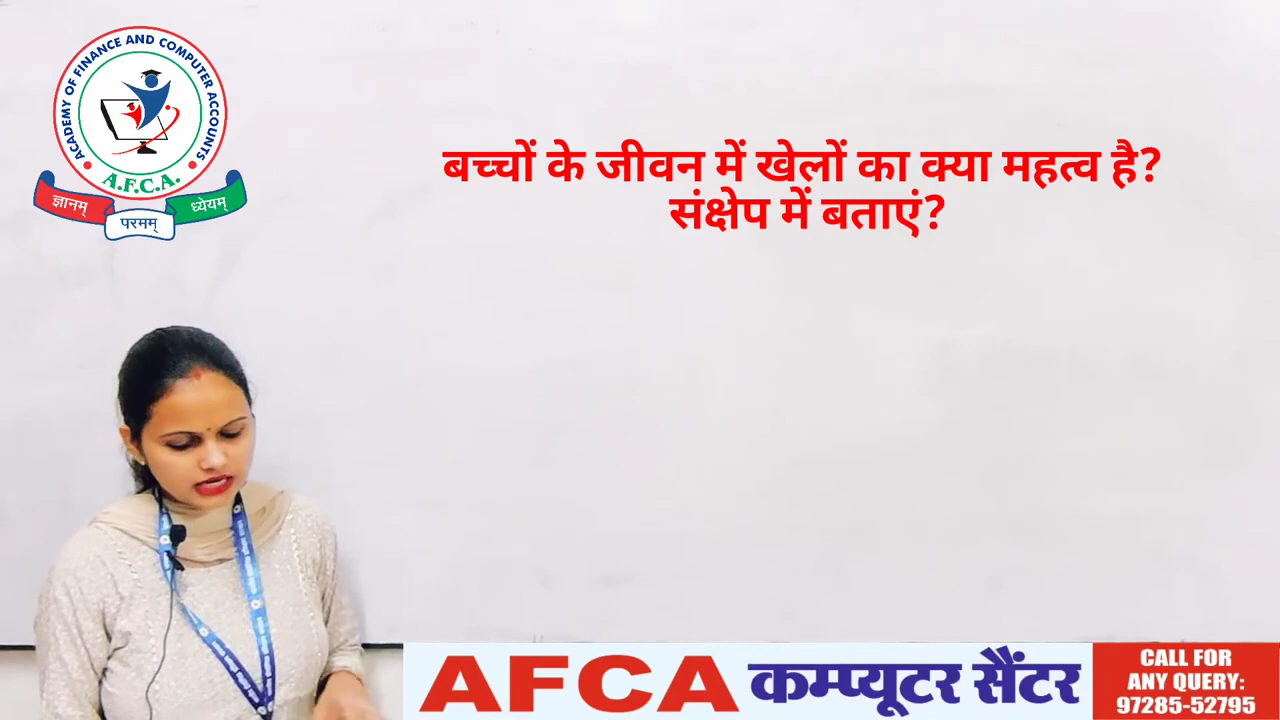 ACADEMY OF FINANCE AND COMPUTER ACCOUNTS
A.F.C.A.
ज्ञानम्
परमम्
ध्येयम्
बच्चों के जीवन में खेलों का क्या महत्व है?
संक्षेप में बताएं?
AFCA कम्प्यूटर सैंटर
CALL FOR
ANY QUERY:
97285-52795